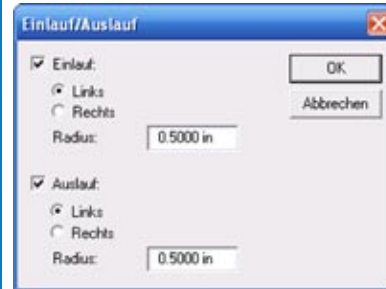 Einlauf/Auslauf
Einlauf:
OK
Links
Abbrechen
Rechts
Radius: 0.5000 in
Auslauf:
Links
Rechts
Radius: 0.5000 in